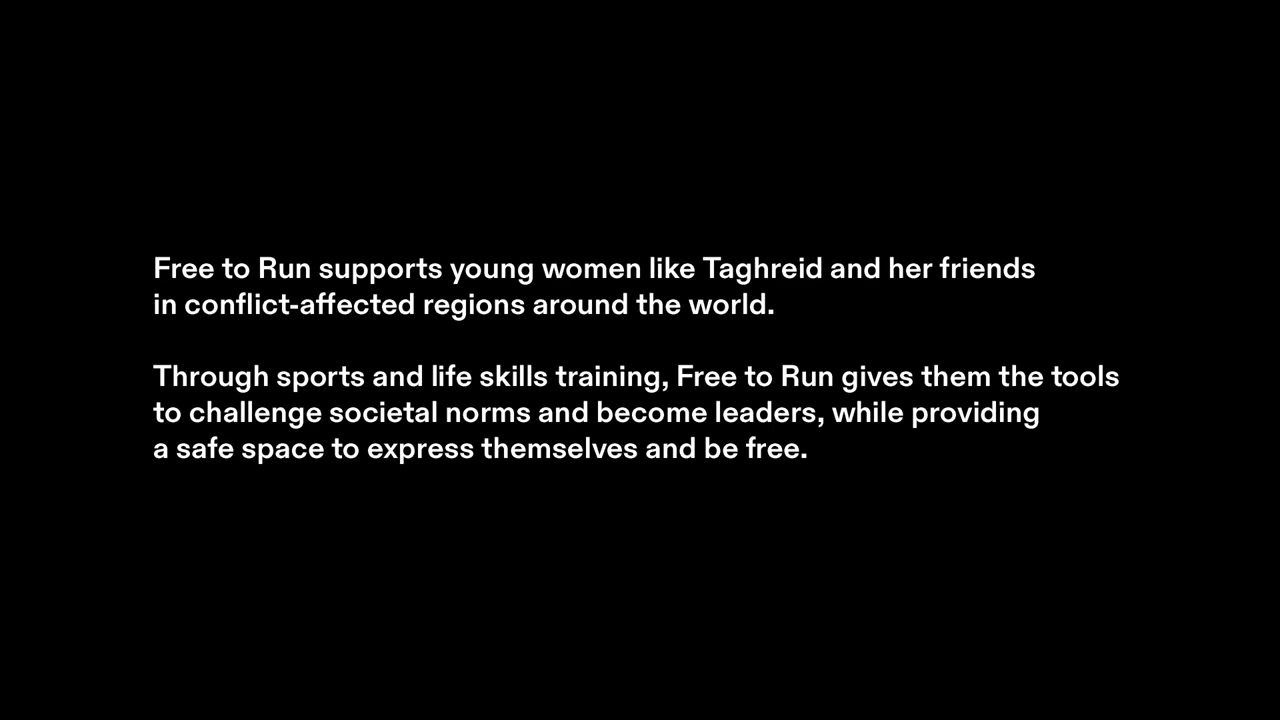 Free to Run supports young women like Taghreid and her friends
in conflict-affected regions around the world.
Through sports and life skills training, Free to Run gives them the tools
to challenge societal norms and become leaders, while providing
a safe space to express themselves and be free.